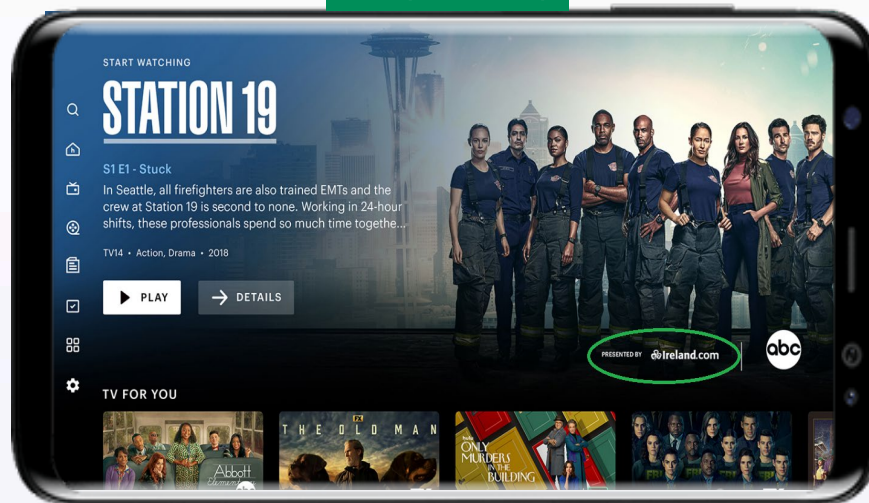 START WATCHING
STATION 19
S1 E1 - Stuck
In Seattle, all firefighters are also trained EMTs and the
crew at Station 19 is second to none. Working in 24-hour
shifts, these professionals spend so much time togethe...
TV14 • Action, Drama • 2018
PLAY
DETAILS
PRESENTED BY Ireland.com
abc
TV FOR YOU
Abbott
FX
THE OLD MAN
hulu
ONLY
MURDERS
IN THE
BUILDING